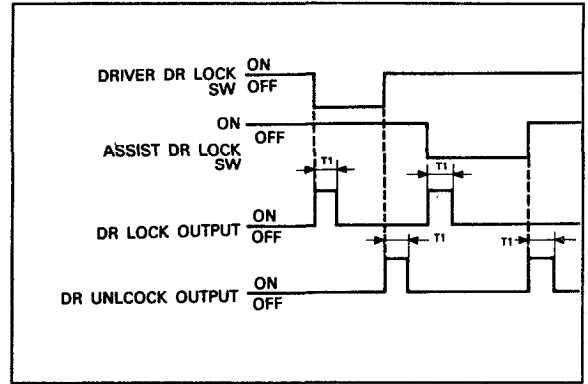 DRIVER DR LOCK SW ON OFF
ASSIST DR LOCK SW ON OFF
T1 T1
DR LOCK OUTPUT ON OFF
T1 T1
DR UNLCOCK OUTPUT ON OFF